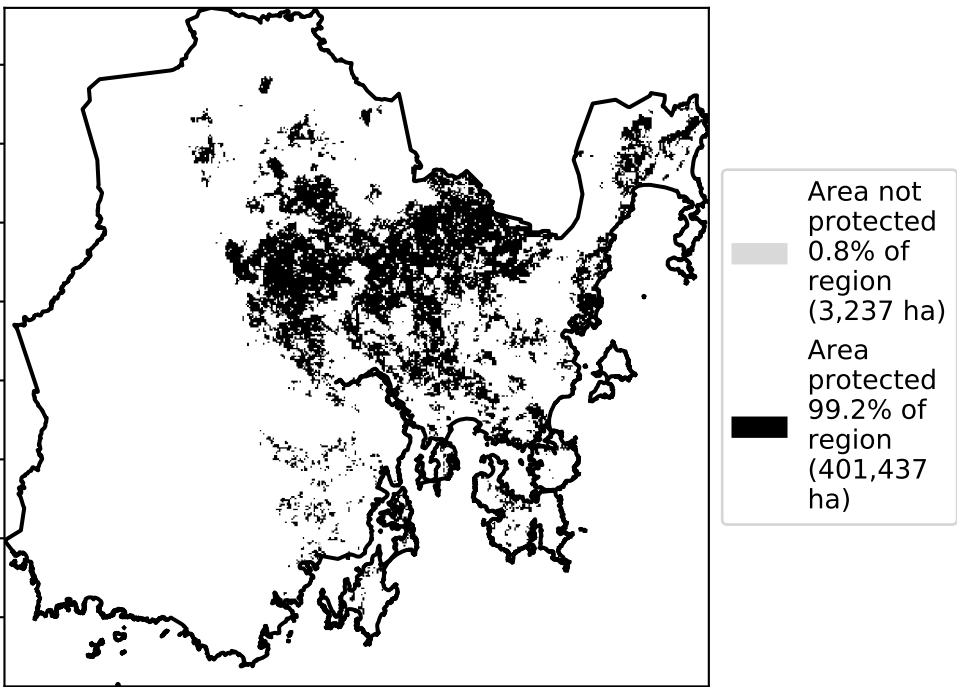 Area not
protected
0.8% of
region
(3,237 ha)
Area
protected
99.2% of
region
(401,437
ha)